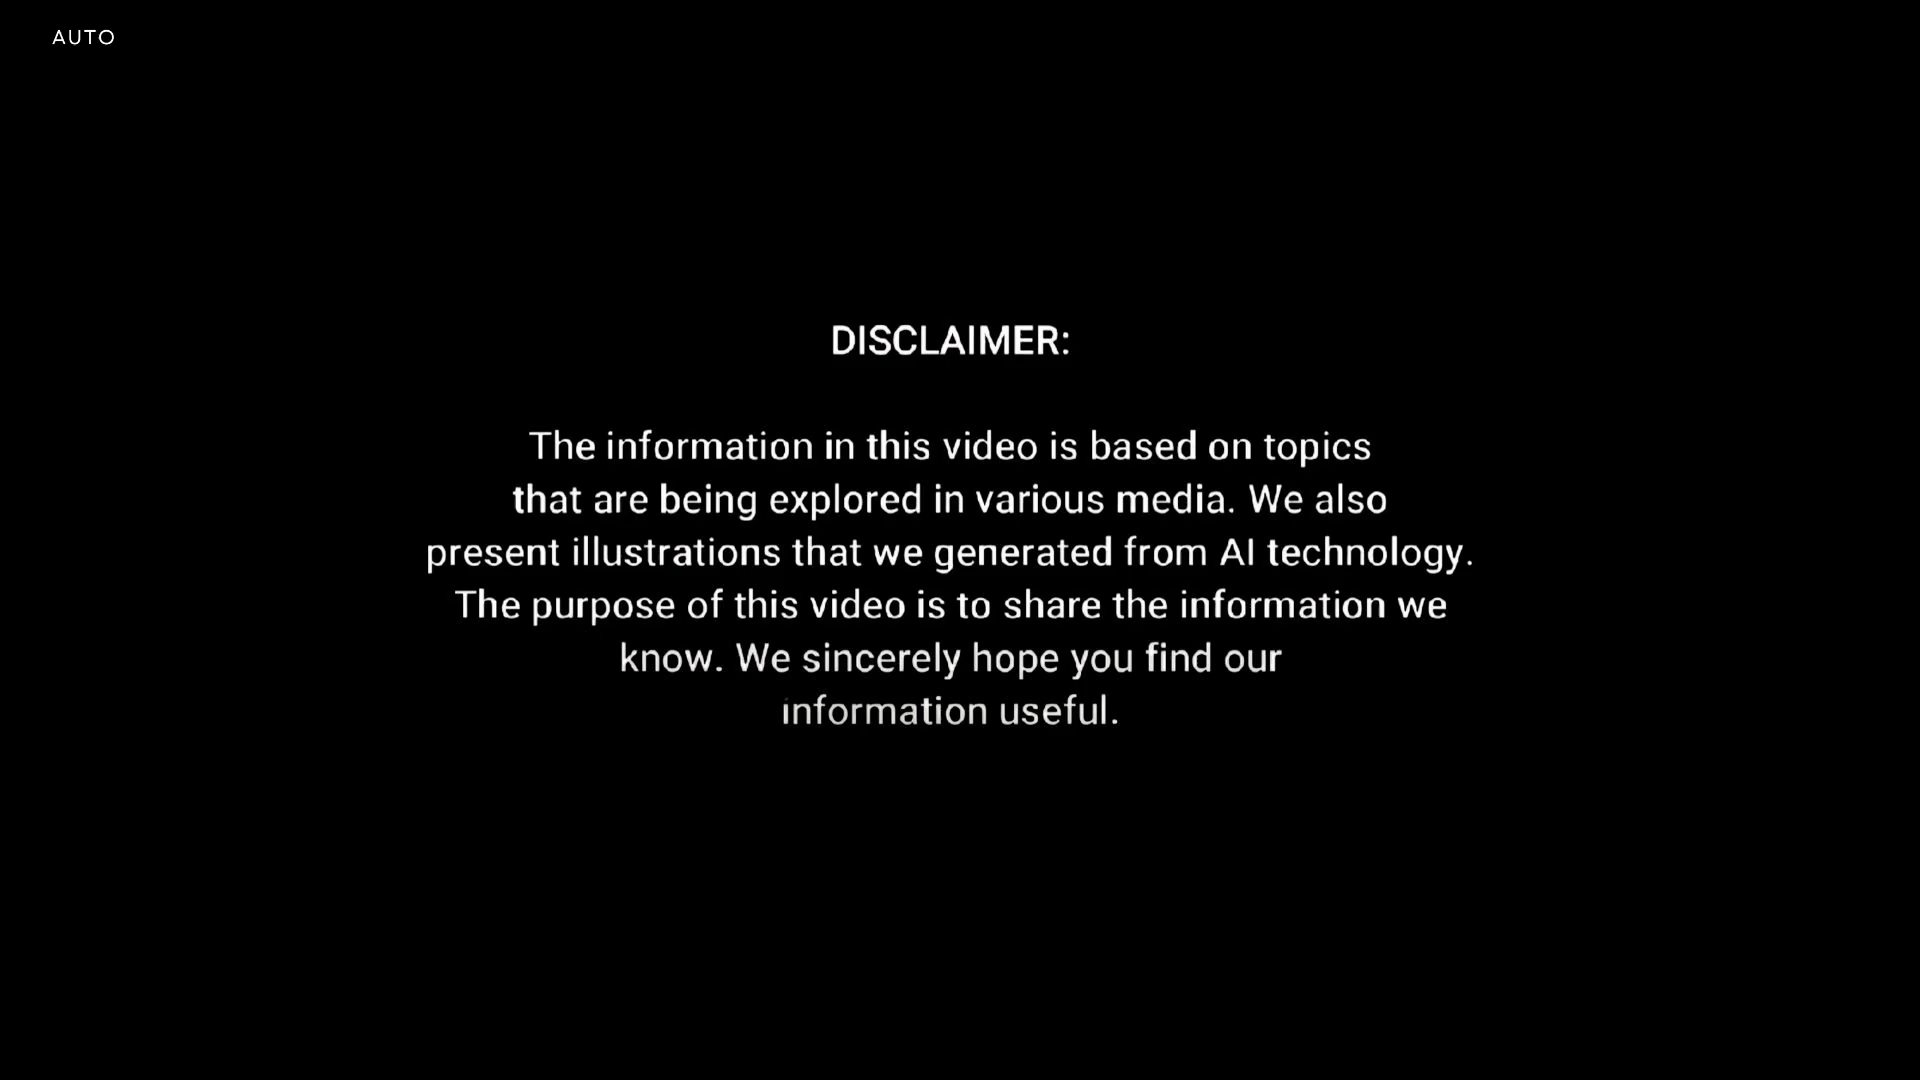 AUTO
DISCLAIMER:
The information in this video is based on topics
that are being explored in various media. We also
present illustrations that we generated from AI technology.
The purpose of this video is to share the information we
know. We sincerely hope you find our
information useful.